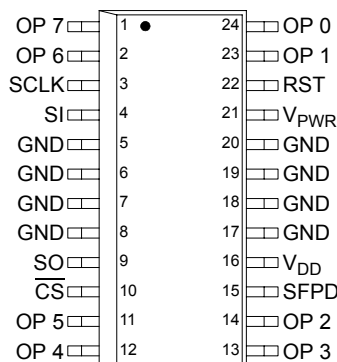 OP 7 1 24 OP 0
OP 6 2 23 OP 1
SCLK 3 22 RST
SI 4 21 VPWR
GND 5 20 GND
GND 6 19 GND
GND 7 18 GND
GND 8 17 GND
SO 9 16 VDD
CS 10 15 SFPD
OP 5 11 14 OP 2
OP 4 12 13 OP 3